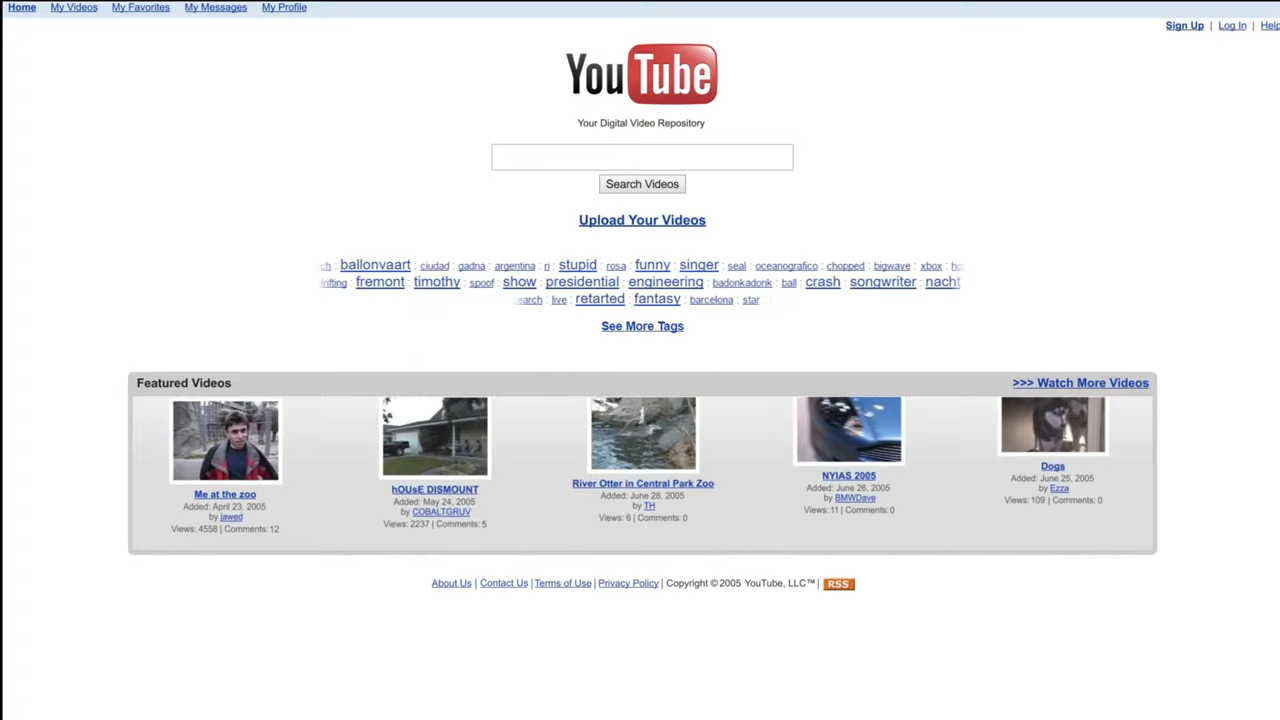 Home My Videos My Favorites My Messages My Profile
Sign Up | Log In | Help
YouTube
Your Digital Video Repository
Search Videos
Upload Your Videos
ballonvaart : ciudad : gadna : argentina : rj : stupid : rosa : funny : singer : seal : oceanografico : chopped : bigwave : xbox
fremont : timothy : spoof : show : presidential : engineering : badonkadonk : ball : crash : songwriter : nacht
live : retarted : fantasy : barcelona : star
See More Tags
Featured Videos >>> Watch More Videos
Me at the zoo
Added: April 23, 2005
by jawed
Views: 4558 | Comments: 12
hOUsE DISMOUNT
Added: May 24, 2005
by COBALTGRUV
Views: 2237 | Comments: 5
River Otter in Central Park Zoo
Added: June 28, 2005
by TH
Views: 6 | Comments: 0
NYIAS 2005
Added: June 26, 2005
by BMWDave
Views: 11 | Comments: 0
Dogs
Added: June 25, 2005
by Ezza
Views: 109 | Comments: 0
About Us | Contact Us | Terms of Use | Privacy Policy | Copyright © 2005 YouTube, LLC™ | RSS